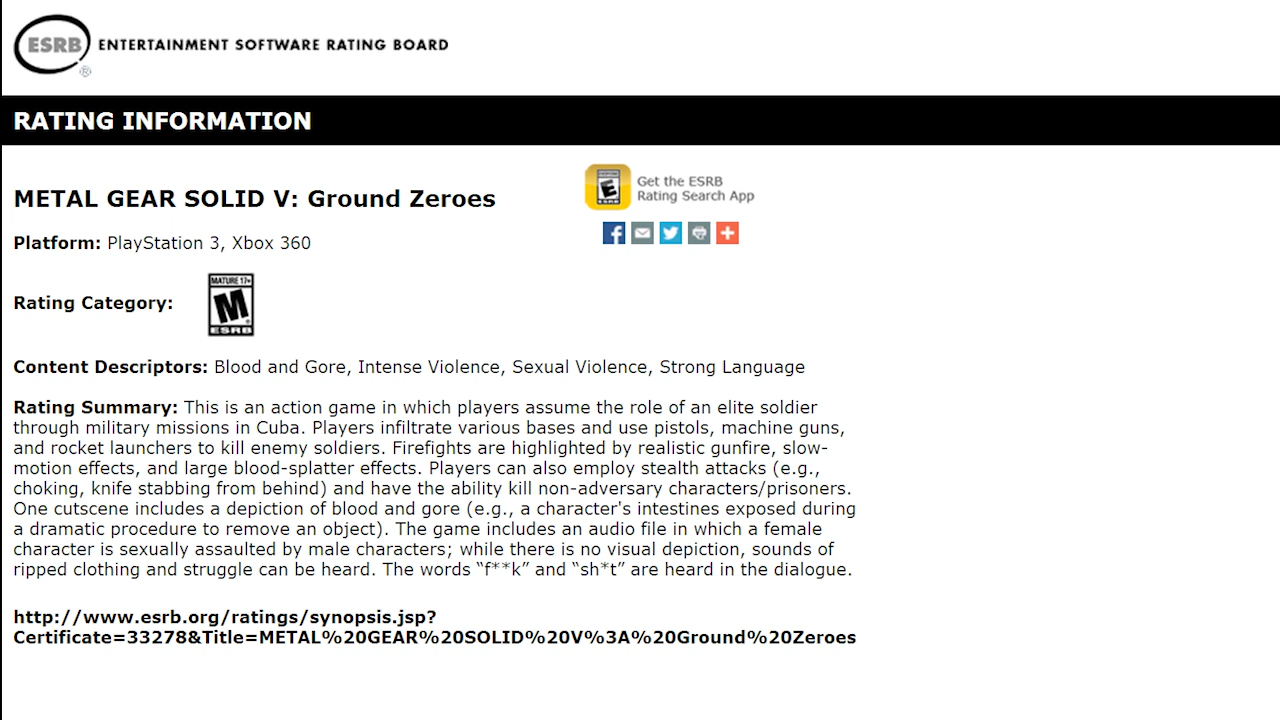 ESRB ENTERTAINMENT SOFTWARE RATING BOARD
®
RATING INFORMATION
METAL GEAR SOLID V: Ground Zeroes
EVERYONE
E
ESRB
Get the ESRB
Rating Search App
Platform: PlayStation 3, Xbox 360
Rating Category:
MATURE 17+
M
ESRB
Content Descriptors: Blood and Gore, Intense Violence, Sexual Violence, Strong Language
Rating Summary: This is an action game in which players assume the role of an elite soldier
through military missions in Cuba. Players infiltrate various bases and use pistols, machine guns,
and rocket launchers to kill enemy soldiers. Firefights are highlighted by realistic gunfire, slow-
motion effects, and large blood-splatter effects. Players can also employ stealth attacks (e.g.,
choking, knife stabbing from behind) and have the ability kill non-adversary characters/prisoners.
One cutscene includes a depiction of blood and gore (e.g., a character's intestines exposed during
a dramatic procedure to remove an object). The game includes an audio file in which a female
character is sexually assaulted by male characters; while there is no visual depiction, sounds of
ripped clothing and struggle can be heard. The words “f**k” and “sh*t” are heard in the dialogue.
http://www.esrb.org/ratings/synopsis.jsp?
Certificate=33278&Title=METAL%20GEAR%20SOLID%20V%3A%20Ground%20Zeroes